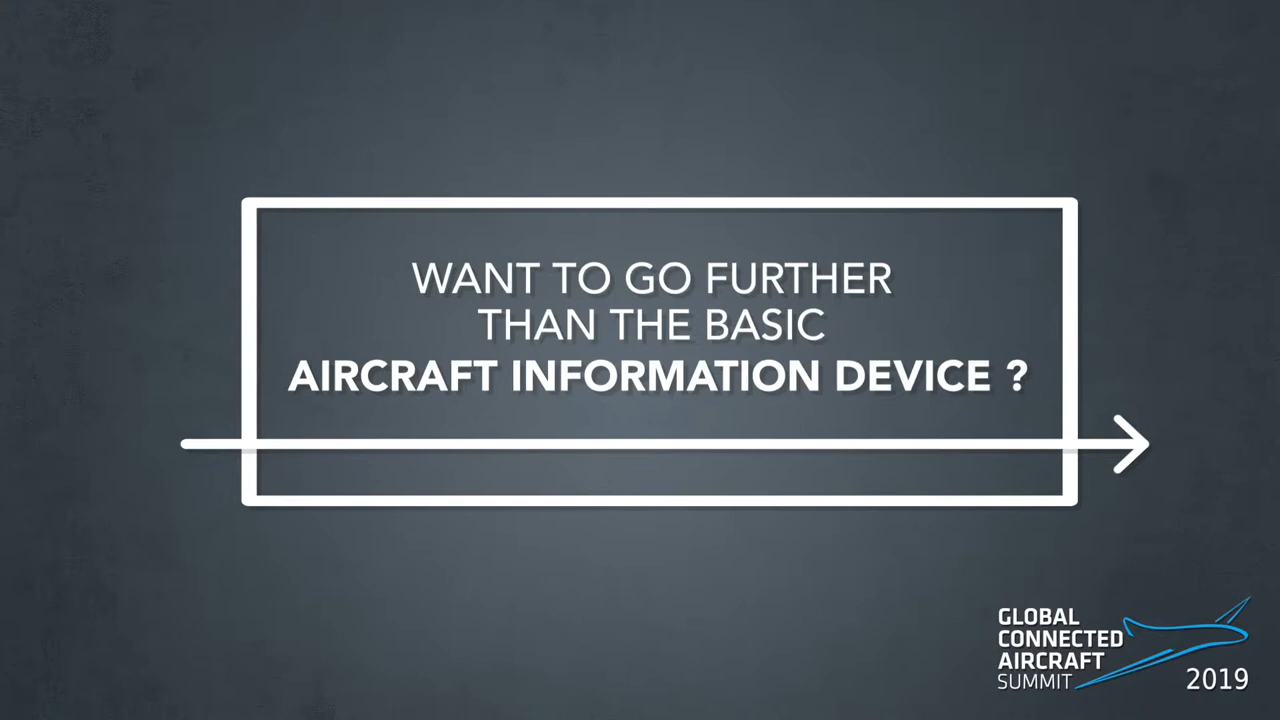 WANT TO GO FURTHER
THAN THE BASIC
AIRCRAFT INFORMATION DEVICE ?
GLOBAL
CONNECTED
AIRCRAFT
SUMMIT
2019